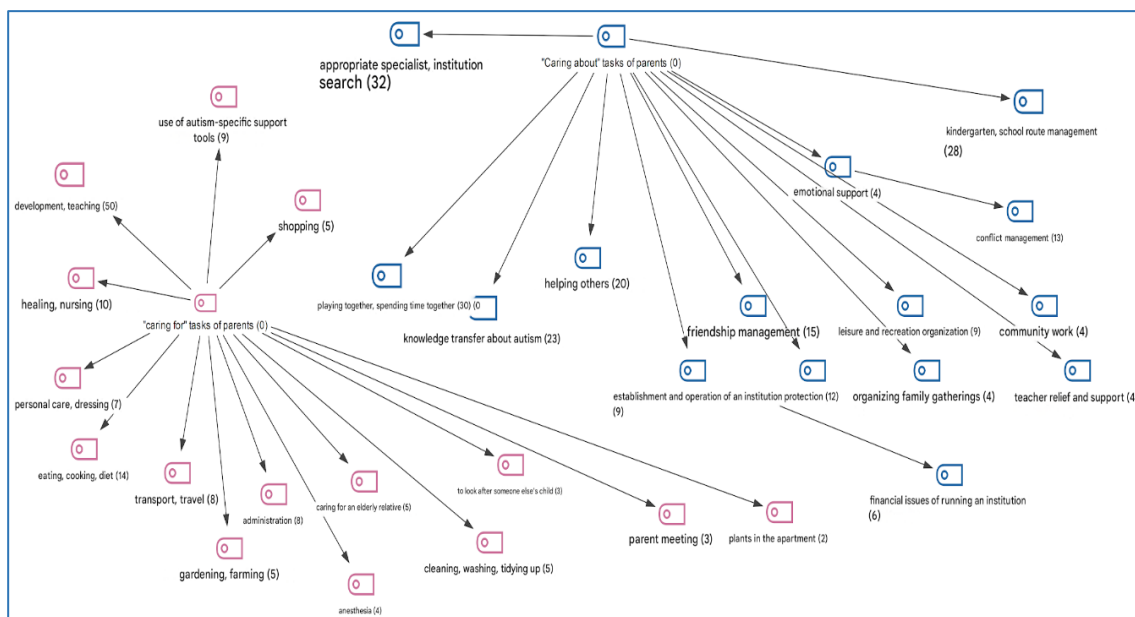 appropriate specialist, institution
search (32)
"Caring about" tasks of parents (0)
kindergarten, school route management
(28)
use of autism-specific support
tools (9)
emotional support (4)
development, teaching (50)
shopping (5)
conflict management (13)
healing, nursing (10)
helping others (20)
playing together, spending time together (30) (0
"caring for" tasks of parents (0)
knowledge transfer about autism (23)
friendship management (15)
leisure and recreation organization (9)
community work (4)
personal care, dressing (7)
establishment and operation of an institution protection (12)
(9)
organizing family gatherings (4)
teacher relief and support (4
eating, cooking, diet (14)
transport, travel (8)
to look after someone else's child (3)
caring for an elderly relative (5)
administration (8)
financial issues of running an institution
(6)
parent meeting (3)
plants in the apartment (2)
gardening, farming (5)
cleaning, washing, tidying up (5)
anesthesia (4)